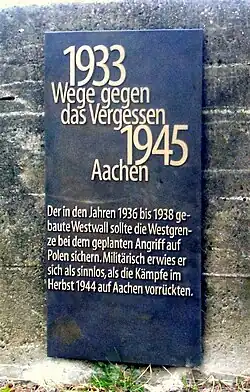 1933
Wege gegen
das Vergessen
1945
Aachen
Der in den Jahren 1936 bis 1938 ge-
baute Westwall sollte die Westgren-
ze bei dem geplanten Angriff auf
Polen sichern. Militärisch erwies er
sich als sinnlos, als die Kämpfe im
Herbst 1944 auf Aachen vorrückten.